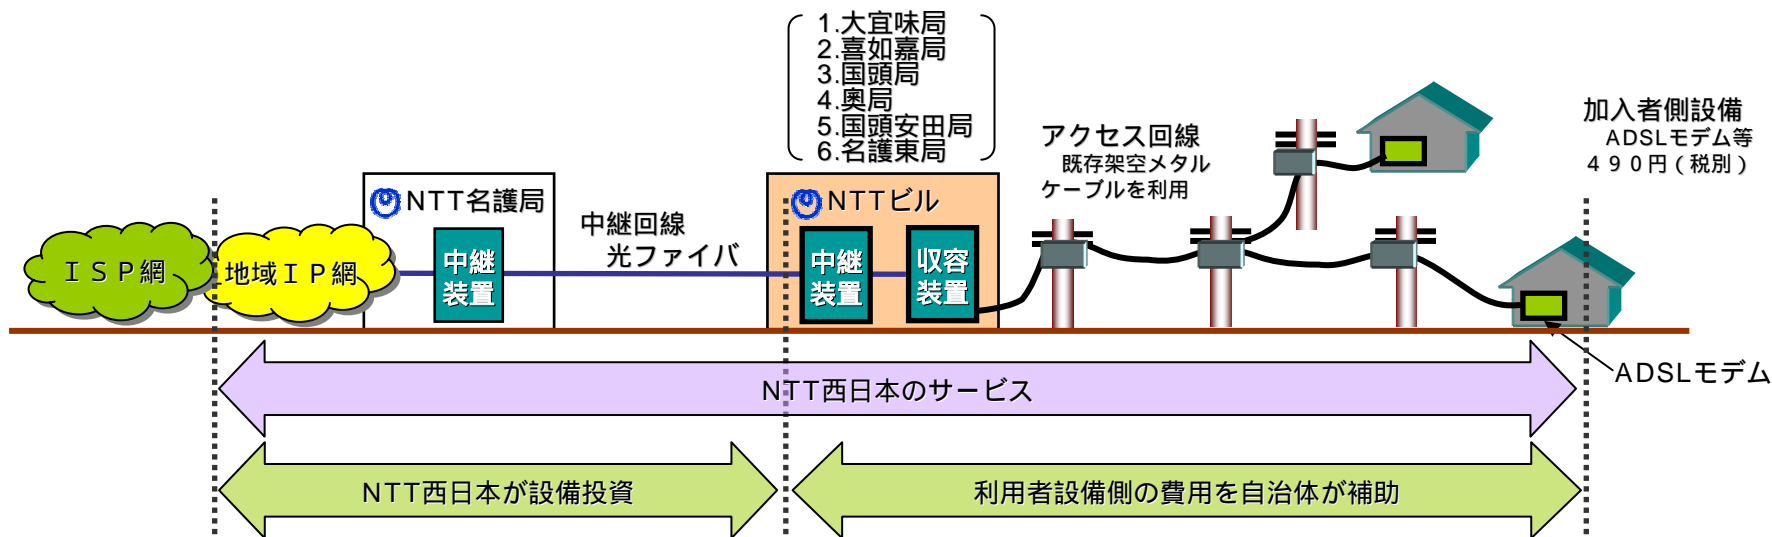 1.大宜味局
2.喜如嘉局
3.国頭局
4.奥局
5.国頭安田局
6.名護東局
アクセス回線
既存架空メタル
ケーブルを利用
加入者側設備
ADSLモデム等
４９０円（税別）
NTT名護局
中継回線
光ファイバ
NTTビル
ＩＳＰ網
地域ＩＰ網
中継
装置
中継
装置
収容
装置
ADSLモデム
NTT西日本のサービス
NTT西日本が設備投資
利用者設備側の費用を自治体が補助